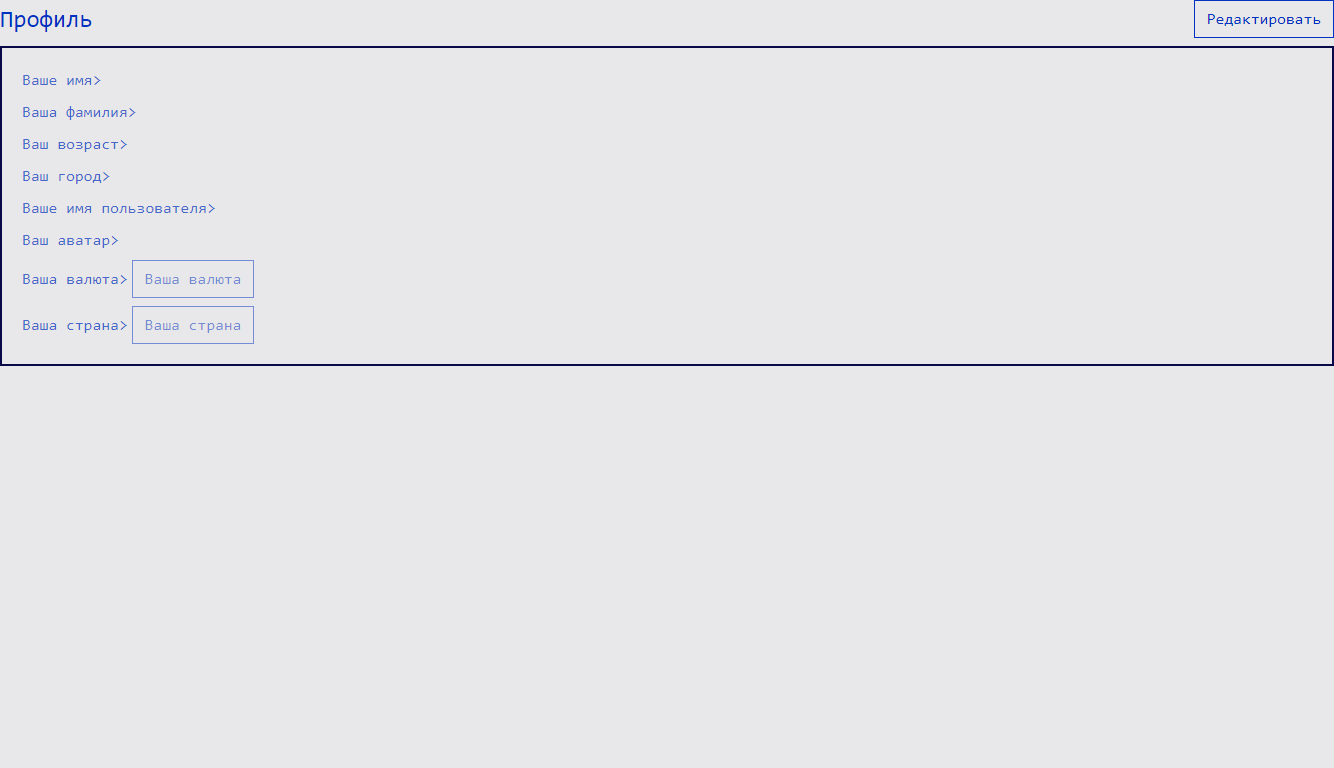 Профиль
Редактировать
Ваше имя>
Ваша фамилия>
Ваш возраст>
Ваш город>
Ваше имя пользователя>
Ваш аватар>
Ваша валюта> Ваша валюта
Ваша страна> Ваша страна